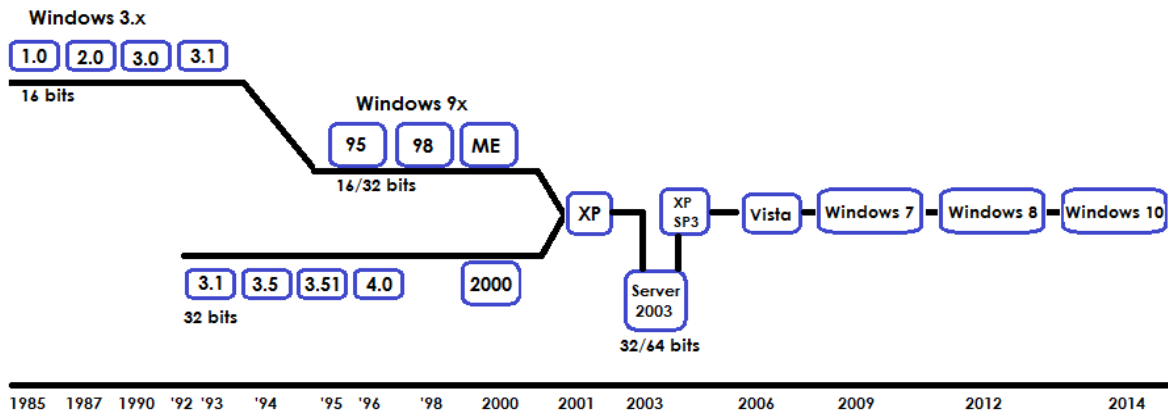 Windows 3.x
1.0 2.0 3.0 3.1
16 bits
Windows 9x
95 98 ME
16/32 bits
XP
XP
SP3
Vista
Windows 7
Windows 8
Windows 10
3.1 3.5 3.51 4.0 2000
32 bits
Server
2003
32/64 bits
1985 1987 1990 '92 '93 '94 '95 '96 '98 2000 2001 2003 2006 2009 2012 2014